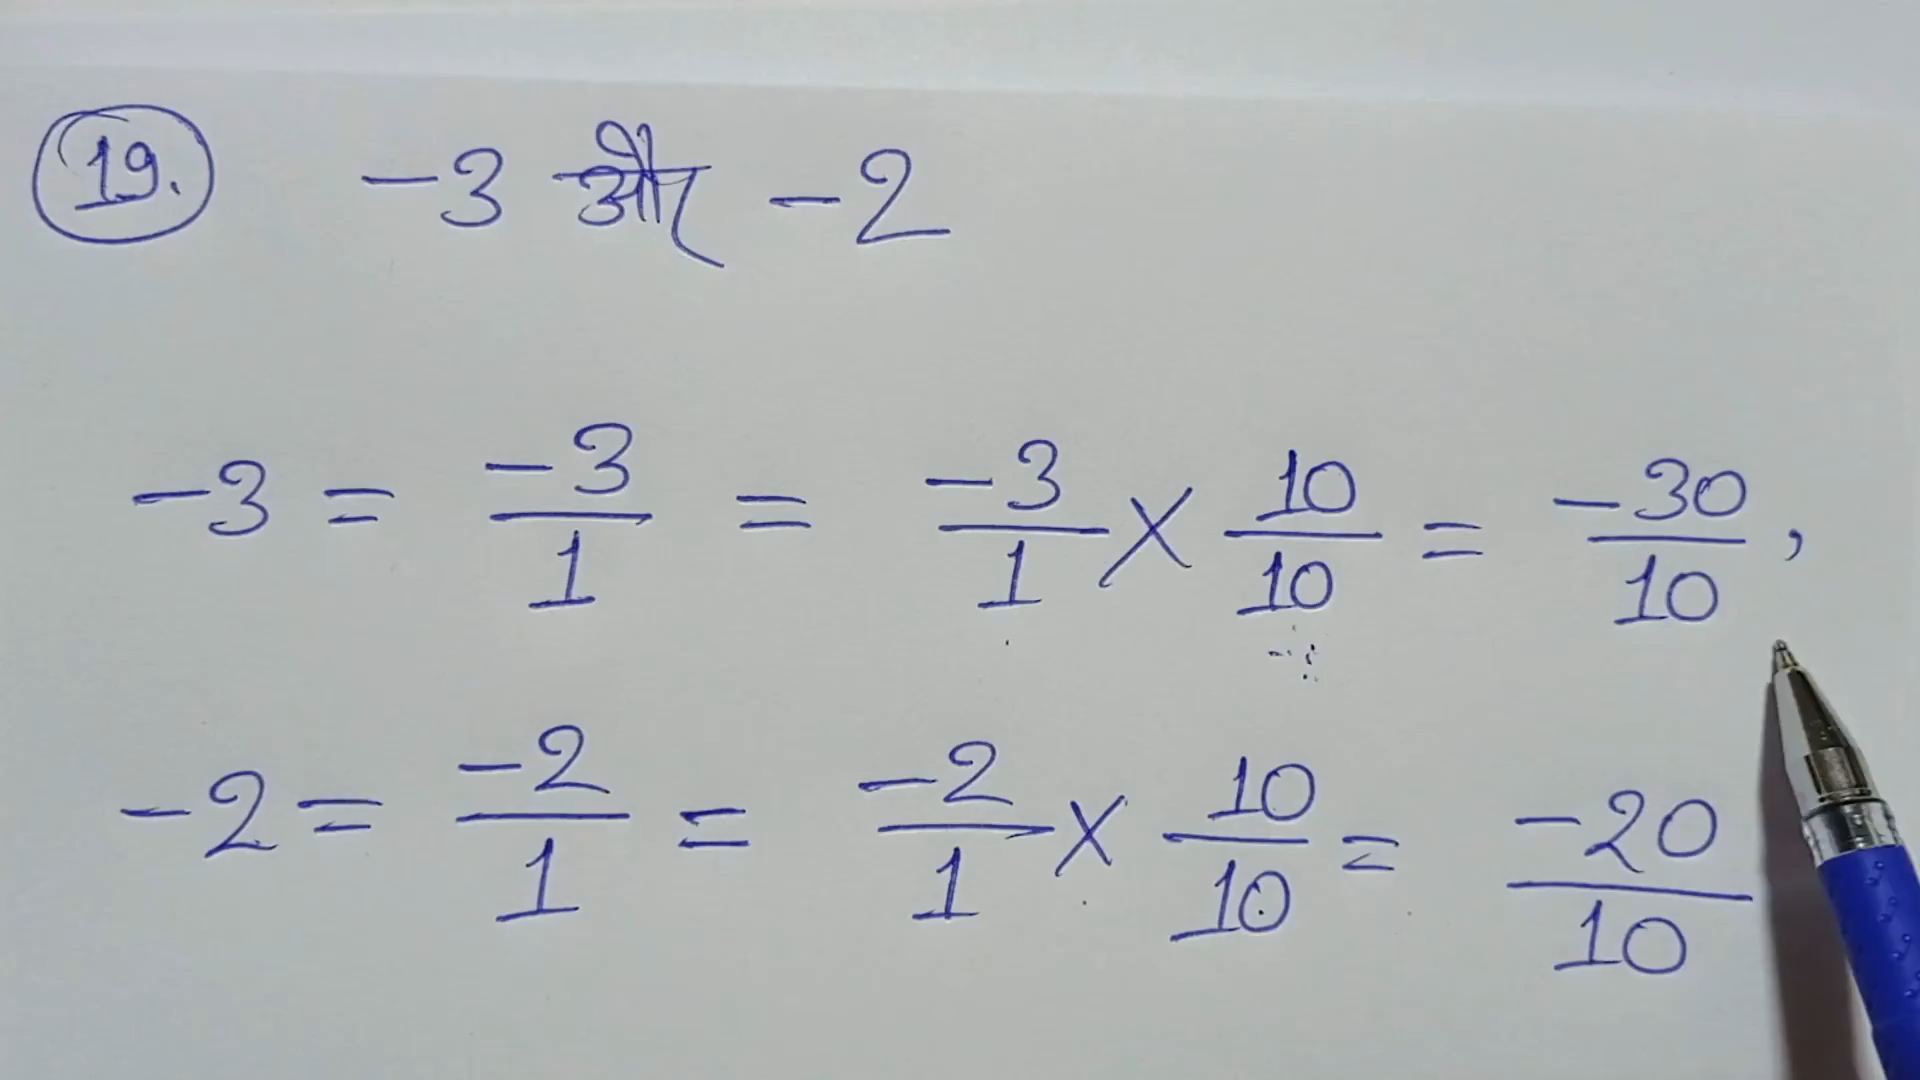 19. -3 और -2
-3 = -3/1 = -3/1 × 10/10 = -30/10 ,
-2 = -2/1 = -2/1 × 10/10 = -20/10